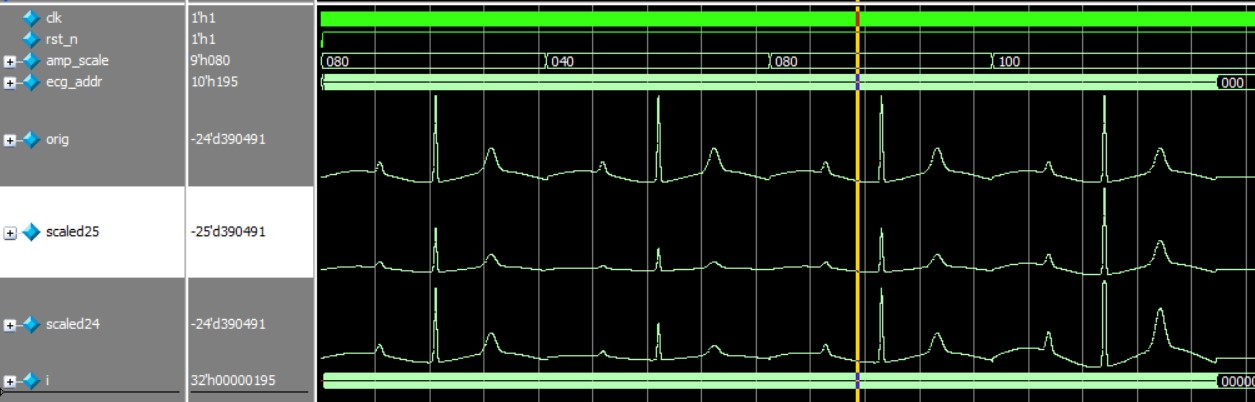 clk 1'h1
rst_n 1'h1
amp_scale 9'h080 080 040 080 100
ecg_addr 10'h195 000
orig -24'd390491
scaled25 -25'd390491
scaled24 -24'd390491
i 32'h00000195 00000